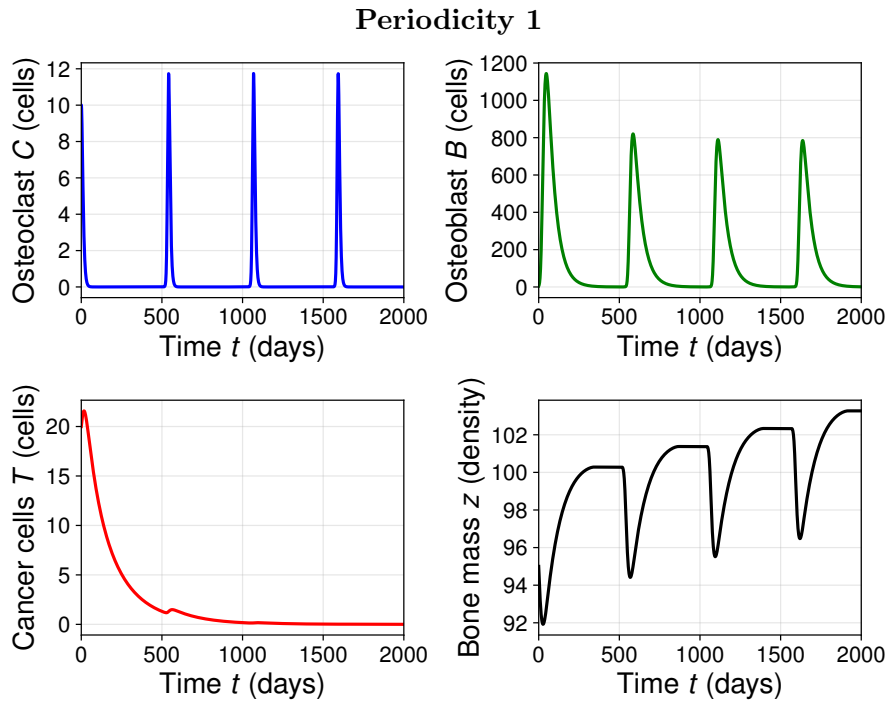 Periodicity 1
Osteoclast C (cells)
12
10
8
6
4
2
0
0 500 1000 1500 2000
Time t (days)
Osteoblast B (cells)
1200
1000
800
600
400
200
0
0 500 1000 1500 2000
Time t (days)
Cancer cells T (cells)
20
15
10
5
0
0 500 1000 1500 2000
Time t (days)
Bone mass z (density)
102
100
98
96
94
92
0 500 1000 1500 2000
Time t (days)